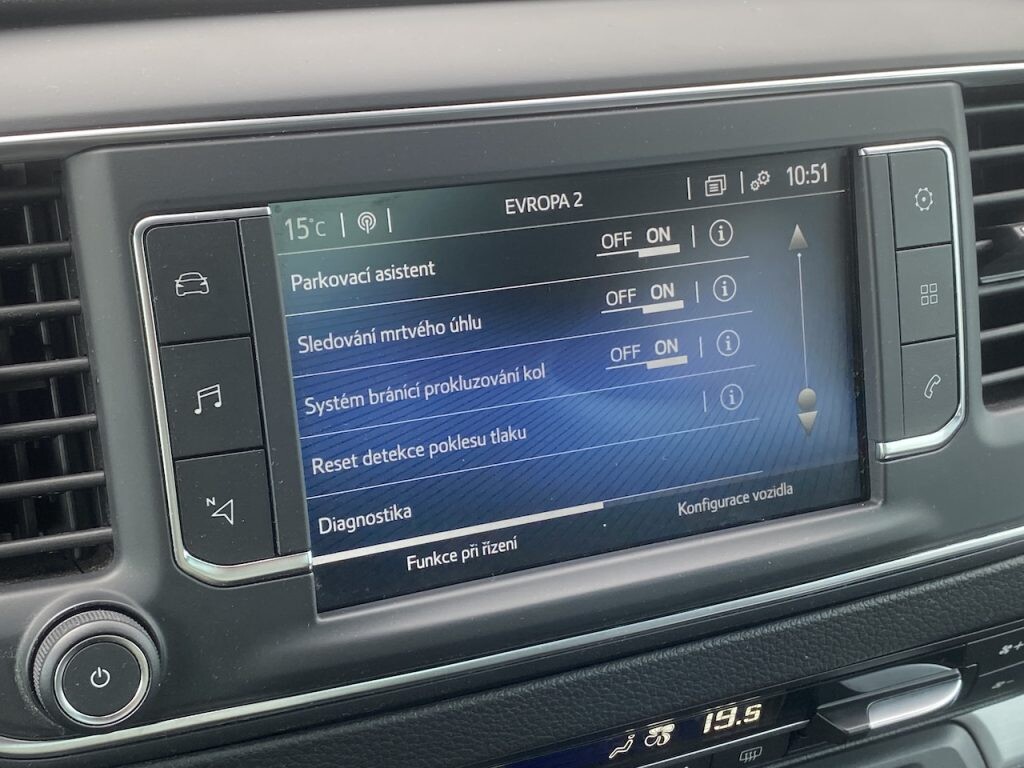 15°C EVROPA 2 10:51
Parkovací asistent OFF ON
Sledování mrtvého úhlu OFF ON
Systém bránící prokluzování kol OFF ON
Reset detekce poklesu tlaku
Diagnostika
Funkce při řízení Konfigurace vozidla
N
19.5